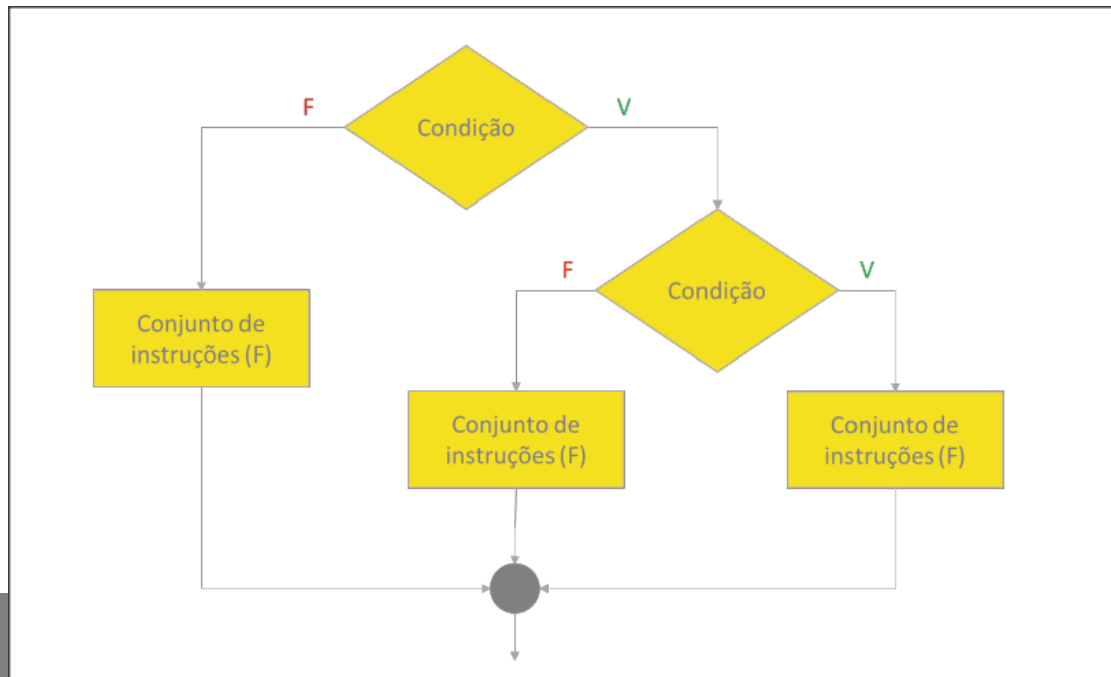 F
Condição
V
F
Condição
V
Conjunto de
instruções (F)
Conjunto de
instruções (F)
Conjunto de
instruções (F)